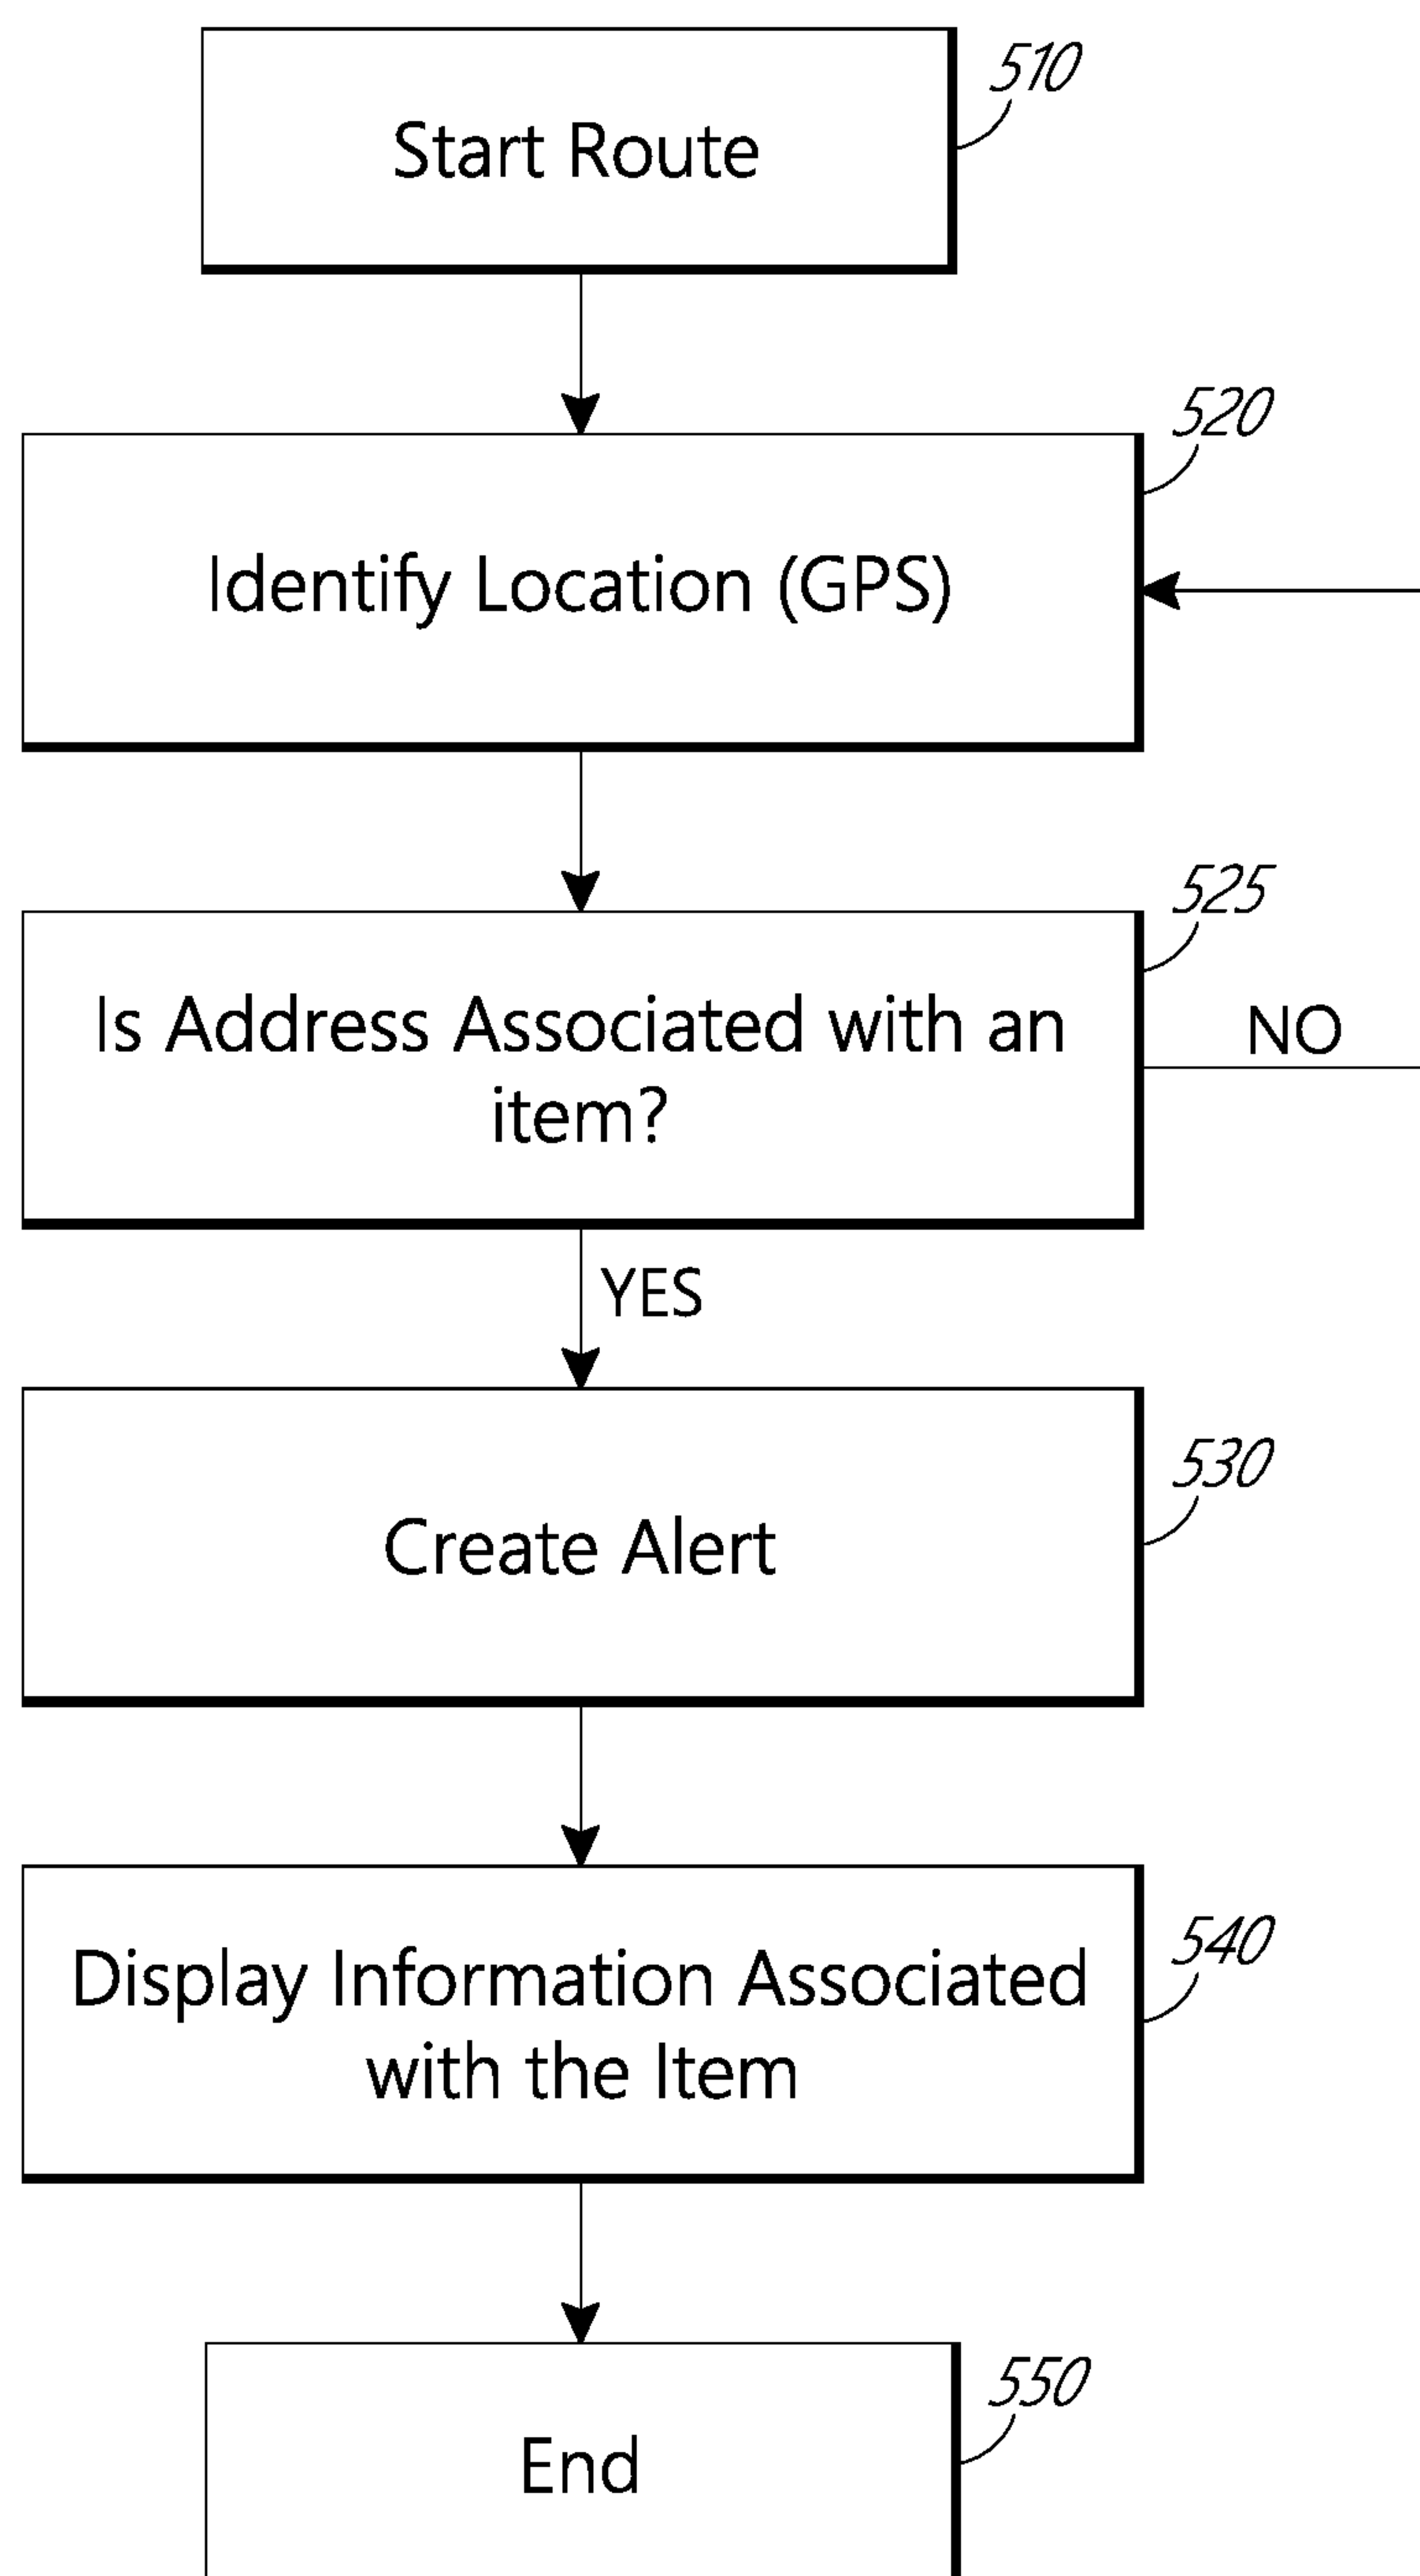 510
Start Route
520
Identify Location (GPS)
525
Is Address Associated with an
item?
NO
YES
530
Create Alert
540
Display Information Associated
with the Item
550
End